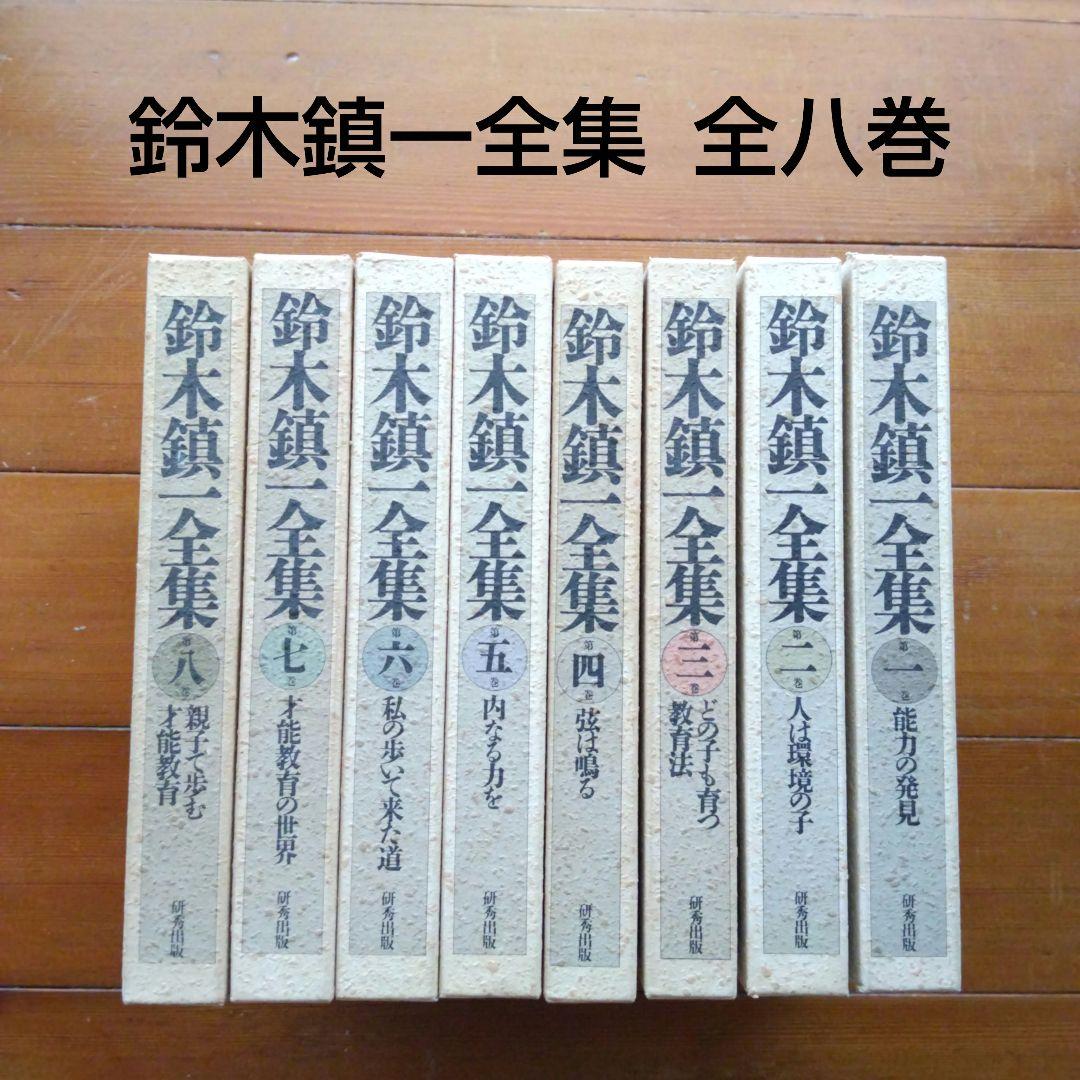 鈴木鎮一全集 全八巻
鈴木鎮一全集
第一巻
能力の発見
研秀出版
鈴木鎮一全集
第二巻
人は環境の子
研秀出版
鈴木鎮一全集
第三巻
どの子も育つ
教育法
研秀出版
鈴木鎮一全集
第四巻
弦は鳴る
研秀出版
鈴木鎮一全集
第五巻
内なる力を
研秀出版
鈴木鎮一全集
第六巻
私の歩いて来た道
研秀出版
鈴木鎮一全集
第七巻
才能教育の世界
研秀出版
鈴木鎮一全集
第八巻
親子で歩む
才能教育
研秀出版